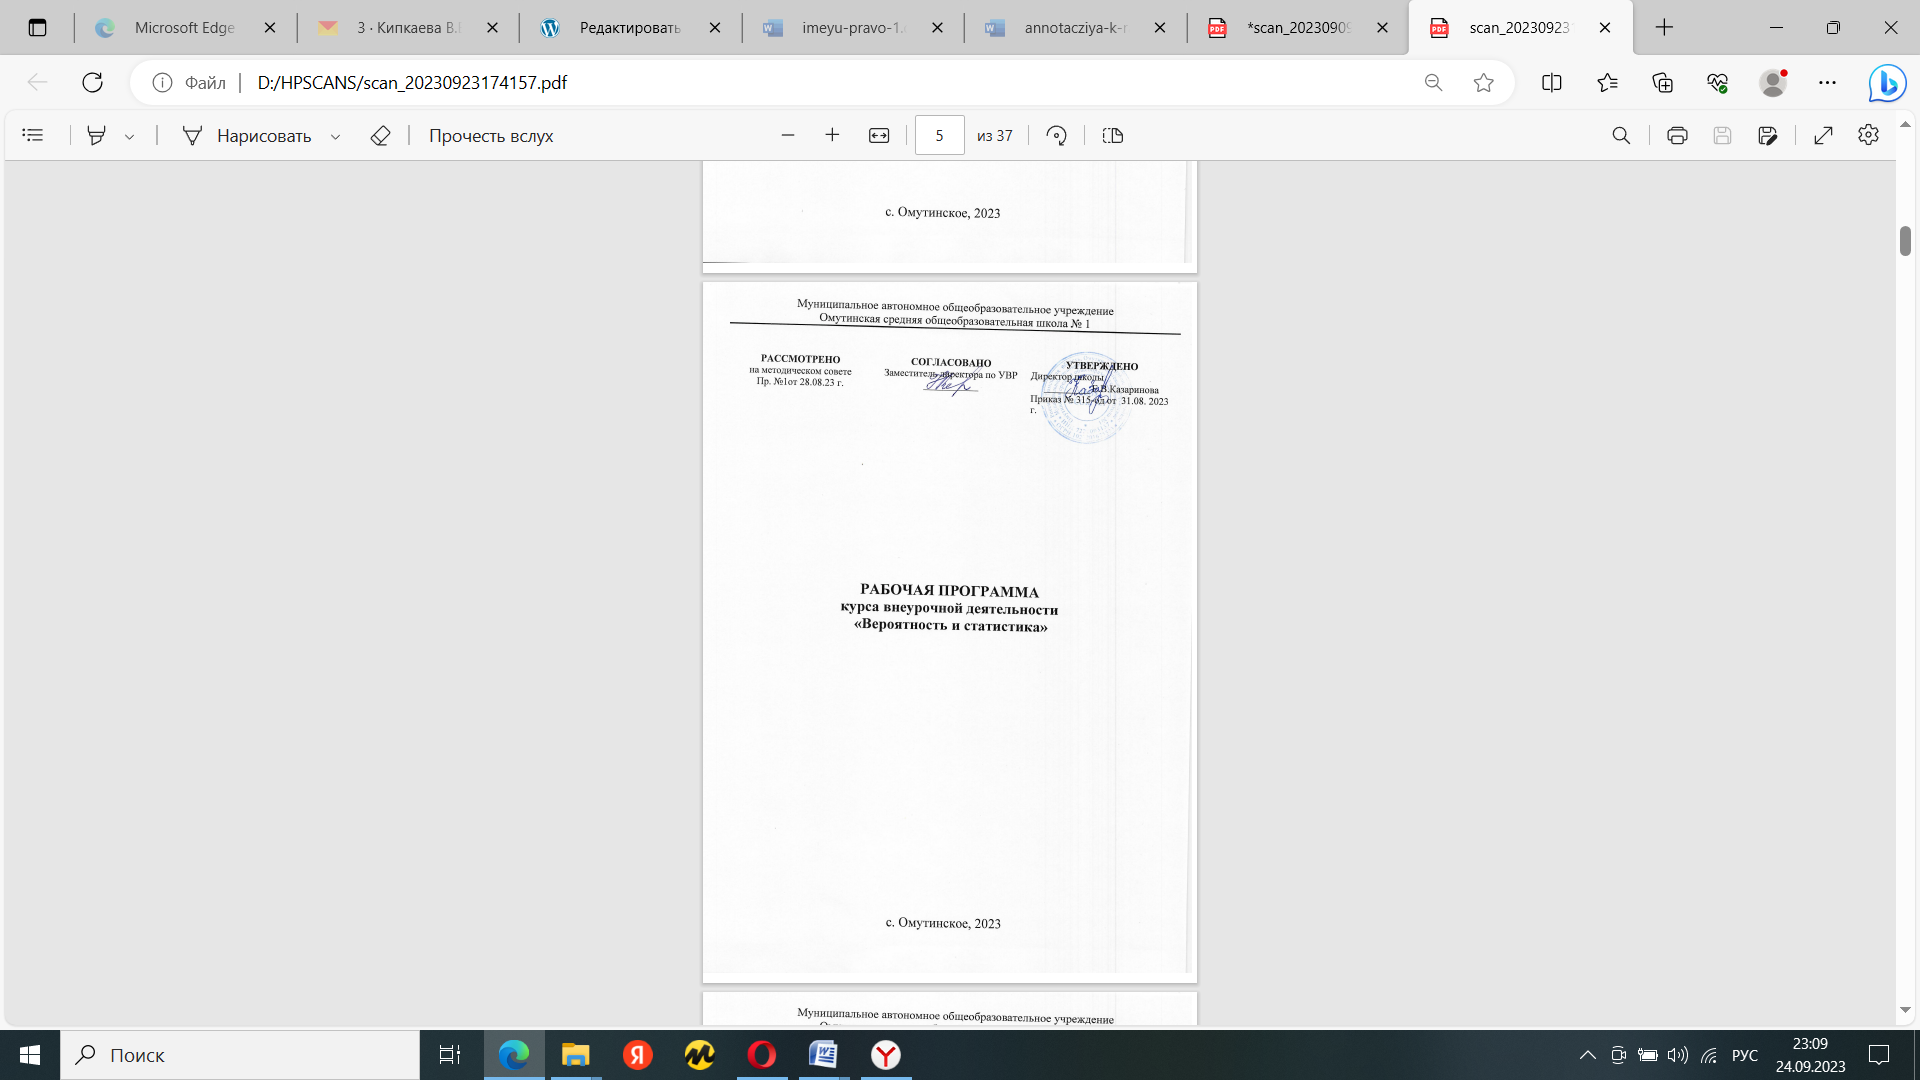 Microsoft Edge
3 · Кипкаева В.
Редактировать
imeyu-pravo-1.
annotacziya-k-r
*scan_20230909
scan_20230923
Файл
D:/HPSCANS/scan_20230923174157.pdf
Нарисовать
Прочесть вслух
5
из 37
с. Омутинское, 2023
Муниципальное автономное общеобразовательное учреждение
Омутинская средняя общеобразовательная школа № 1
РАССМОТРЕНО
на методическом совете
Пр. №1от 28.08.23 г.
СОГЛАСОВАНО
Заместитель директора по УВР
УТВЕРЖДЕНО
Директор школы
Казаринова
Приказ № 315-од от 31.08. 2023
г.
РАБОЧАЯ ПРОГРАММА
курса внеурочной деятельности
«Вероятность и статистика»
с. Омутинское, 2023
Муниципальное автономное общеобразовательное учреждение
Поиск
РУС
23:09
24.09.2023